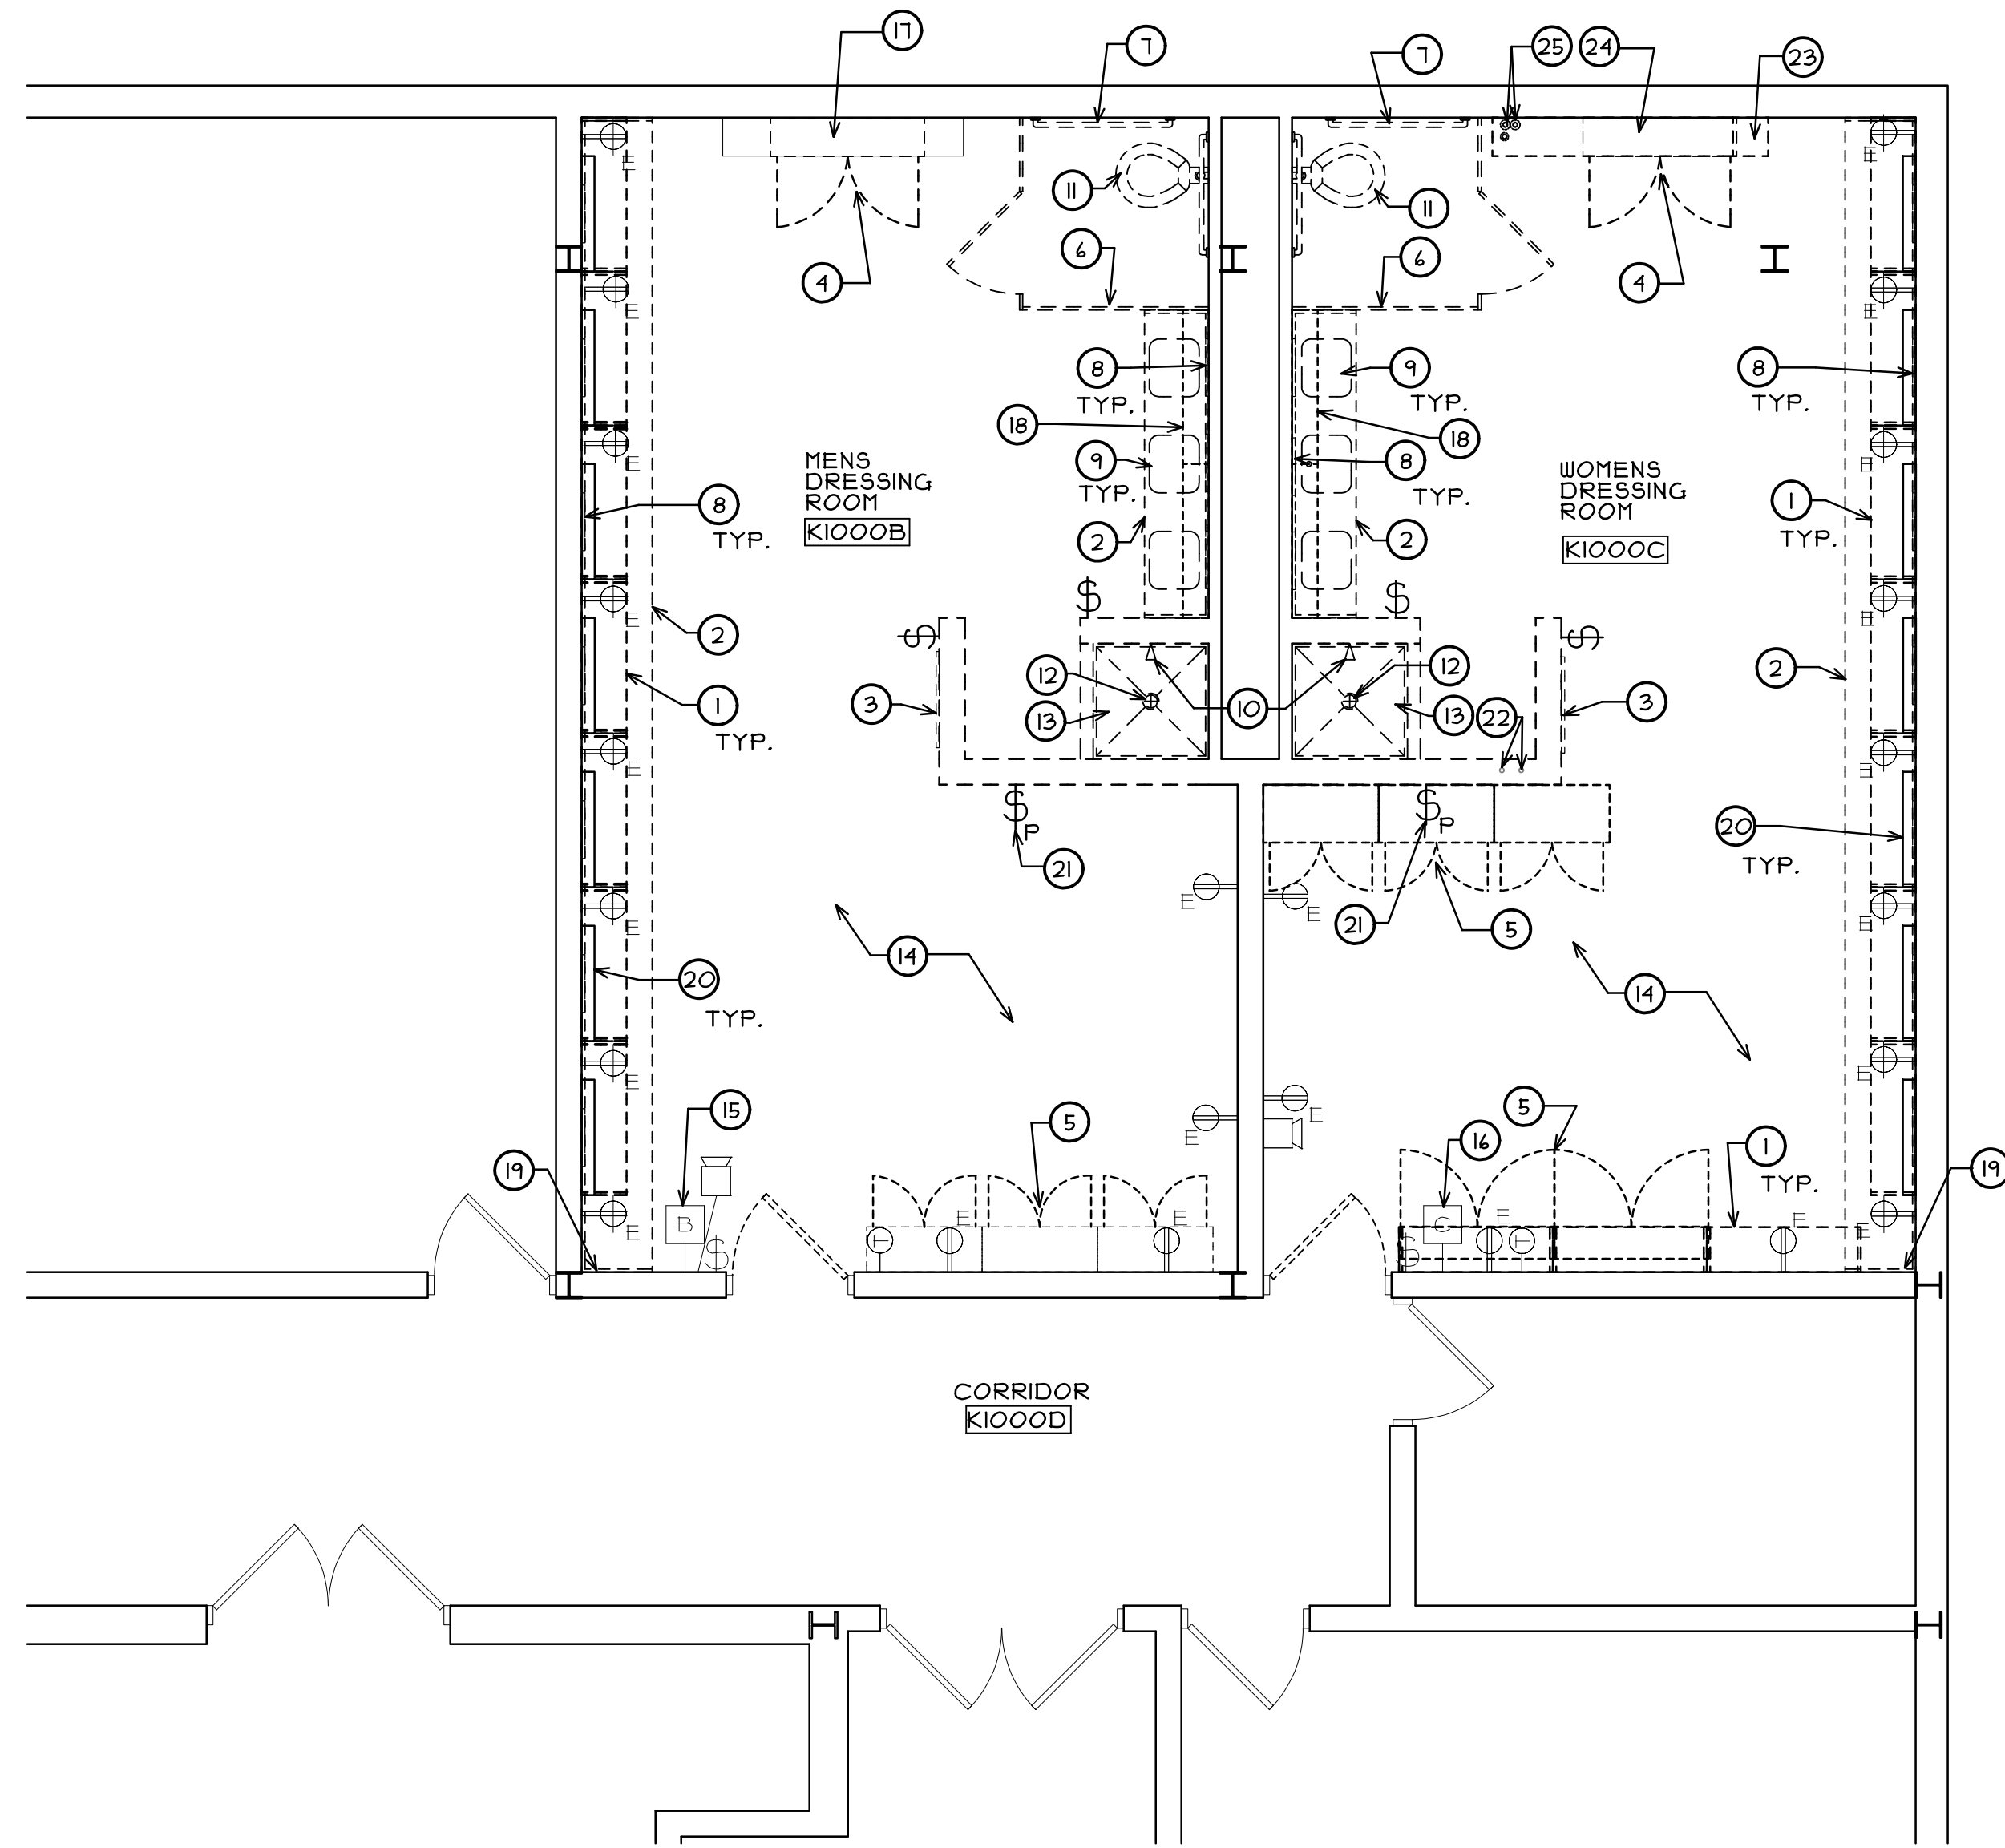 17
7
7
25
24
23
E
E
11
11
6
6
4
4
E
E
8
TYP.
9
TYP.
8
TYP.
18
18
MENS
DRESSING
ROOM
K1000B
9
TYP.
8
TYP.
WOMENS
DRESSING
ROOM
K1000C
E
E
8
TYP.
1
TYP.
2
2
$
$
E
E
2
$
$
2
1
TYP.
3
12
13
10
12
13
22
3
E
E
$P
$P
20
TYP.
21
21
5
E
E
E
E
14
14
20
TYP.
E
E
15
5
E
E
5
16
1
TYP.
19
19
B
$
T
E
E
C
$
E
T
E
E
E
CORRIDOR
K1000D